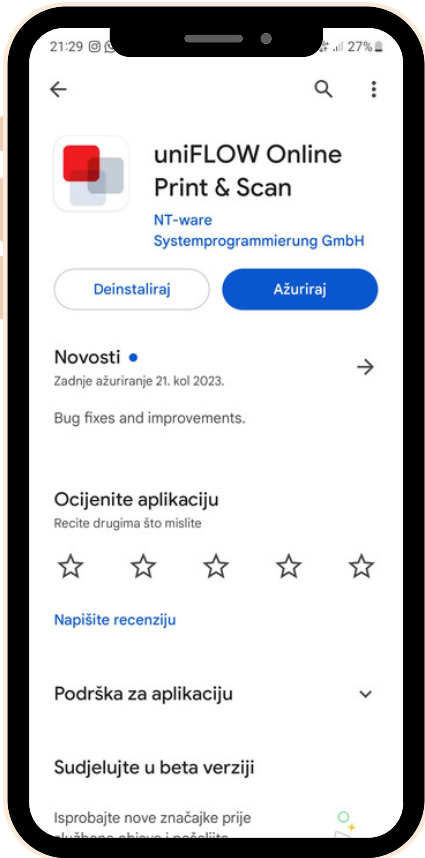 21:29 27%
uniFLOW Online
Print & Scan
NT-ware
Systemprogrammierung GmbH
Deinstaliraj
Ažuriraj
Novosti
Zadnje ažuriranje 21. kol 2023.
Bug fixes and improvements.
Ocijenite aplikaciju
Recite drugima što mislite
Napišite recenziju
Podrška za aplikaciju
Sudjelujte u beta verziji
Isprobajte nove značajke prije